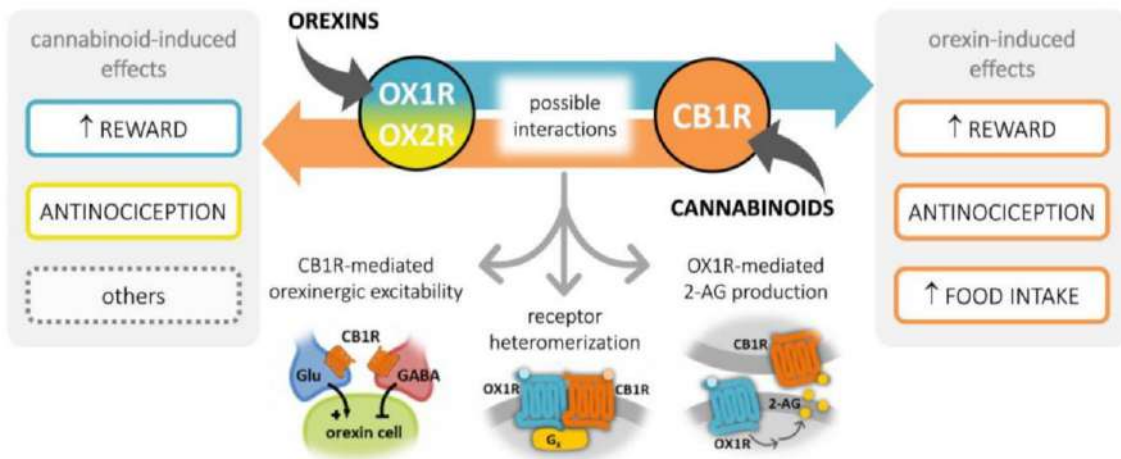 cannabinoid-induced
effects
↑ REWARD
ANTINOCICEPTION
others
OREXINS
OX1R
OX2R
possible
interactions
CB1R
CANNABINOIDS
orexin-induced
effects
↑ REWARD
ANTINOCICEPTION
↑ FOOD INTAKE
CB1R-mediated
orexinergic excitability
CB1R
Glu
GABA
+
orexin cell
receptor
heteromerization
OX1R
CB1R
Gx
OX1R-mediated
2-AG production
CB1R
2-AG
OX1R